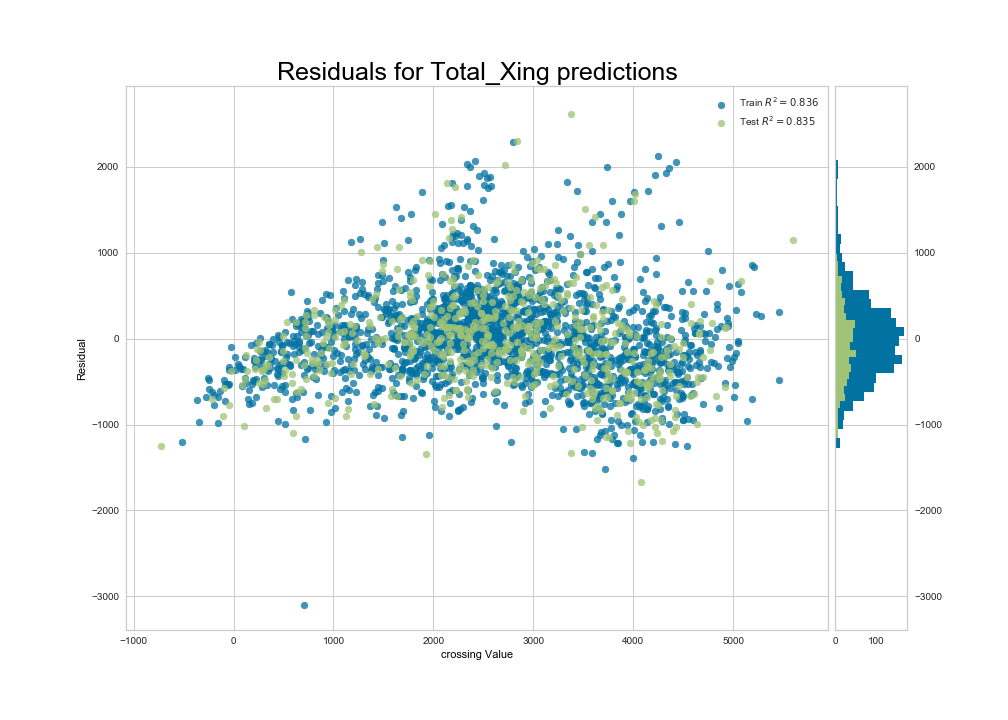 Residuals for Total_Xing predictions
Train R² = 0.836
Test R² = 0.835
Residual
2000
1000
0
−1000
−2000
−3000
−1000 0 1000 2000 3000 4000 5000
crossing Value
2000
1000
0
−1000
−2000
−3000
0 100